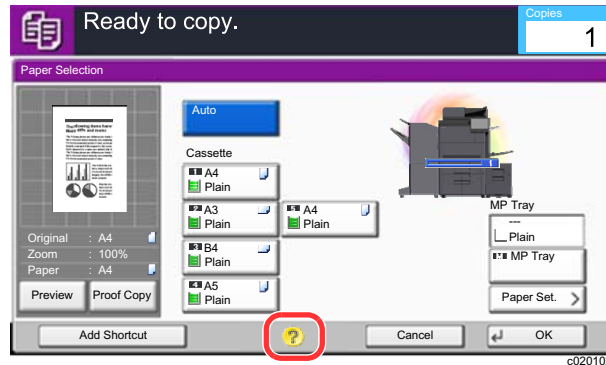 Ready to copy.
Copies
1
Paper Selection
Auto
Cassette
1 A4
Plain
2 A3
Plain
5 A4
Plain
3 B4
Plain
4 A5
Plain
1
MP Tray
---
Plain
MP Tray
Paper Set.
Original : A4
Zoom : 100%
Paper : A4
Preview
Proof Copy
Add Shortcut
?
Cancel
OK
c02010